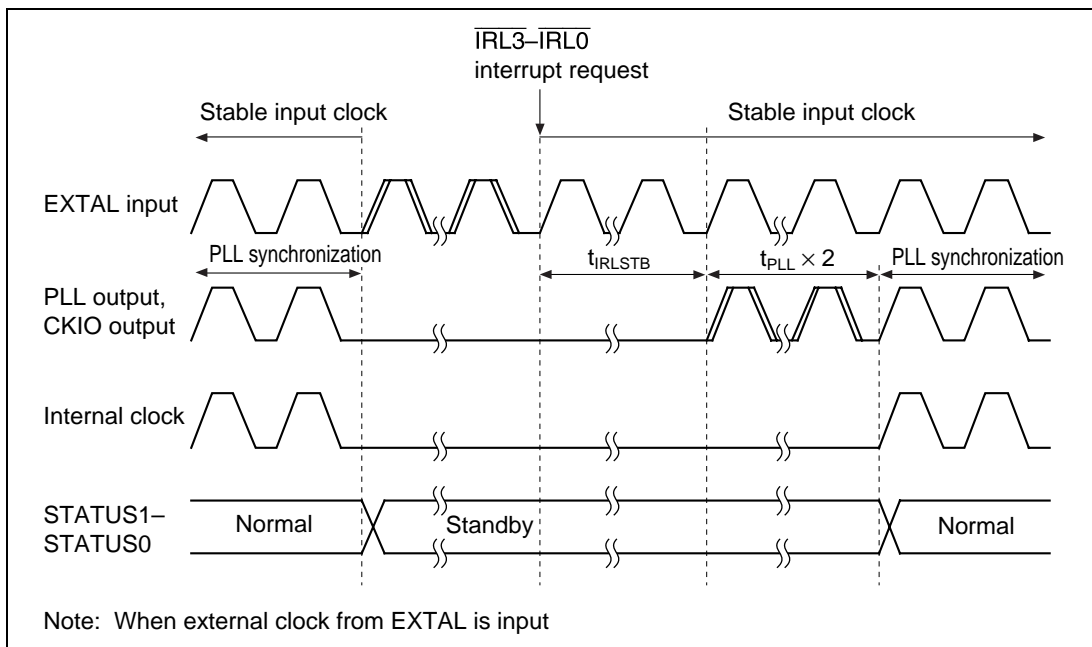 IRL3–IRL0
interrupt request
Stable input clock
Stable input clock
EXTAL input
PLL synchronization
tIRLSTB
tPLL × 2
PLL synchronization
PLL output,
CKIO output
Internal clock
STATUS1–
STATUS0
Normal
Standby
Normal
Note: When external clock from EXTAL is input